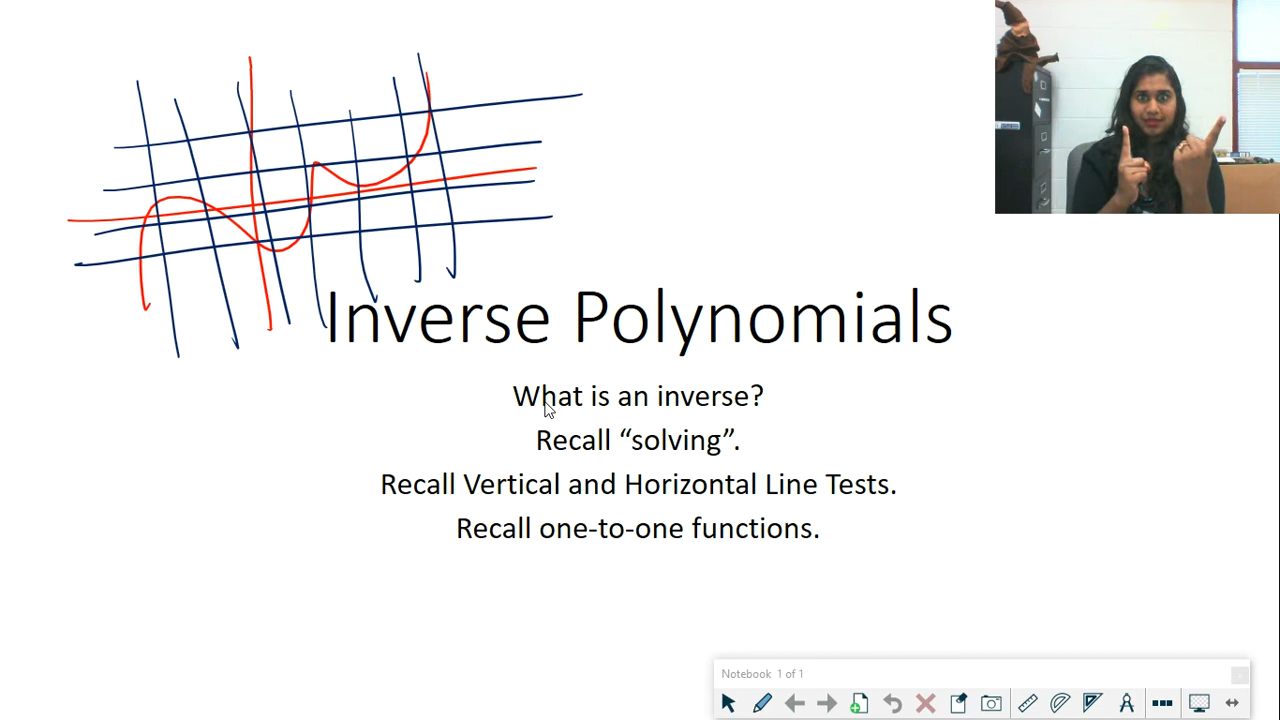 Inverse Polynomials
What is an inverse?
Recall “solving”.
Recall Vertical and Horizontal Line Tests.
Recall one-to-one functions.
Notebook 1 of 1